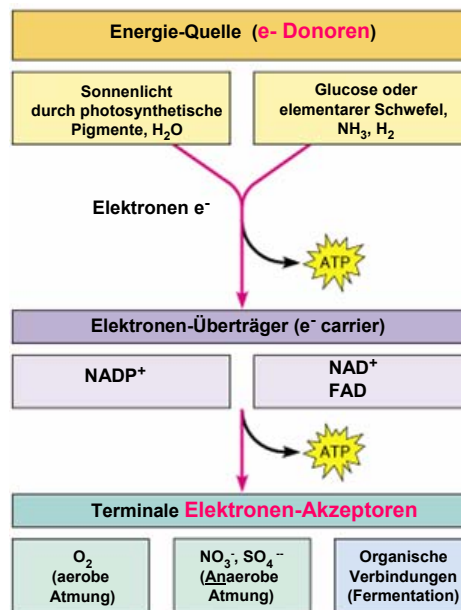 Energie-Quelle (e- Donoren)
Sonnenlicht
durch photosynthetische
Pigmente, H₂O
Glucose oder
elementarer Schwefel,
NH₃, H₂
Elektronen e⁻
ATP
Elektronen-Überträger (e⁻ carrier)
NADP⁺
NAD⁺
FAD
ATP
Terminale Elektronen-Akzeptoren
O₂
(aerobe
Atmung)
NO₃⁻, SO₄⁻⁻
(Anaerobe
Atmung)
Organische
Verbindungen
(Fermentation)